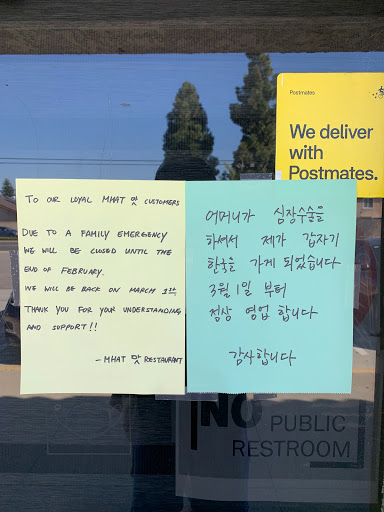 Postmates
We deliver
with
Postmates.
TO OUR LOYAL MHAT 맛 CUSTOMERS
DUE TO A FAMILY EMERGENCY
WE WILL BE CLOSED UNTIL THE
END OF FEBRUARY.
WE WILL BE BACK ON MARCH 1st.
THANK YOU FOR YOUR UNDERSTANDING
AND SUPPORT!!
- MHAT 맛 RESTAURANT
어머니가 심장수술을
하셔서 제가 갑자기
한국을 가게 되었습니다
3월 1일 부터
정상 영업 합니다
감사합니다
NO PUBLIC
RESTROOM